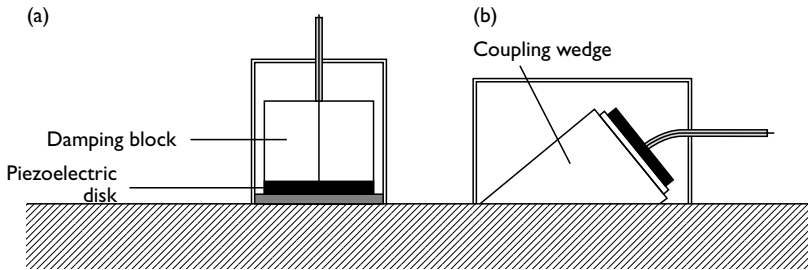 (a)
(b)
Coupling wedge
Damping block
Piezoelectric
disk